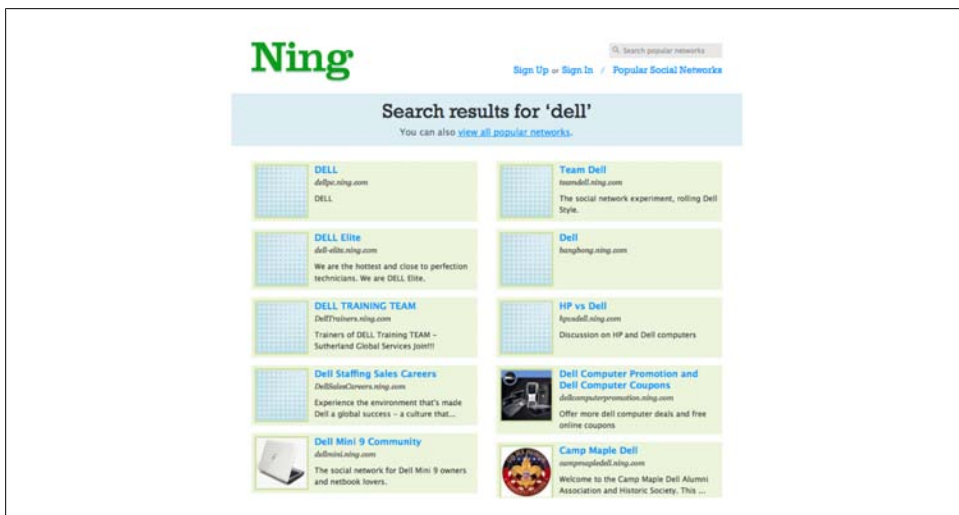 Ning
Search popular networks
Sign Up or Sign In / Popular Social Networks
Search results for ‘dell’
You can also view all popular networks.
DELL
dellpc.ning.com
DELL
Team Dell
teamdell.ning.com
The social network experiment, rolling Dell
Style.
DELL Elite
dell-elite.ning.com
We are the hottest and close to perfection
technicians. We are DELL Elite.
Dell
bangbong.ning.com
DELL TRAINING TEAM
DellTrainers.ning.com
Trainers of DELL Training TEAM –
Sutherland Global Services Join!!!
HP vs Dell
hpvsdell.ning.com
Discussion on HP and Dell computers
Dell Staffing Sales Careers
DellSalesCareers.ning.com
Experience the environment that's made
Dell a global success – a culture that...
Dell Computer Promotion and
Dell Computer Coupons
dellcomputerpromotion.ning.com
Offer more dell computer deals and free
online coupons
Dell Mini 9 Community
dellmini.ning.com
The social network for Dell Mini 9 owners
and netbook lovers.
Camp Maple Dell
campmapledell.ning.com
Welcome to the Camp Maple Dell Alumni
Association and Historic Society. This ...